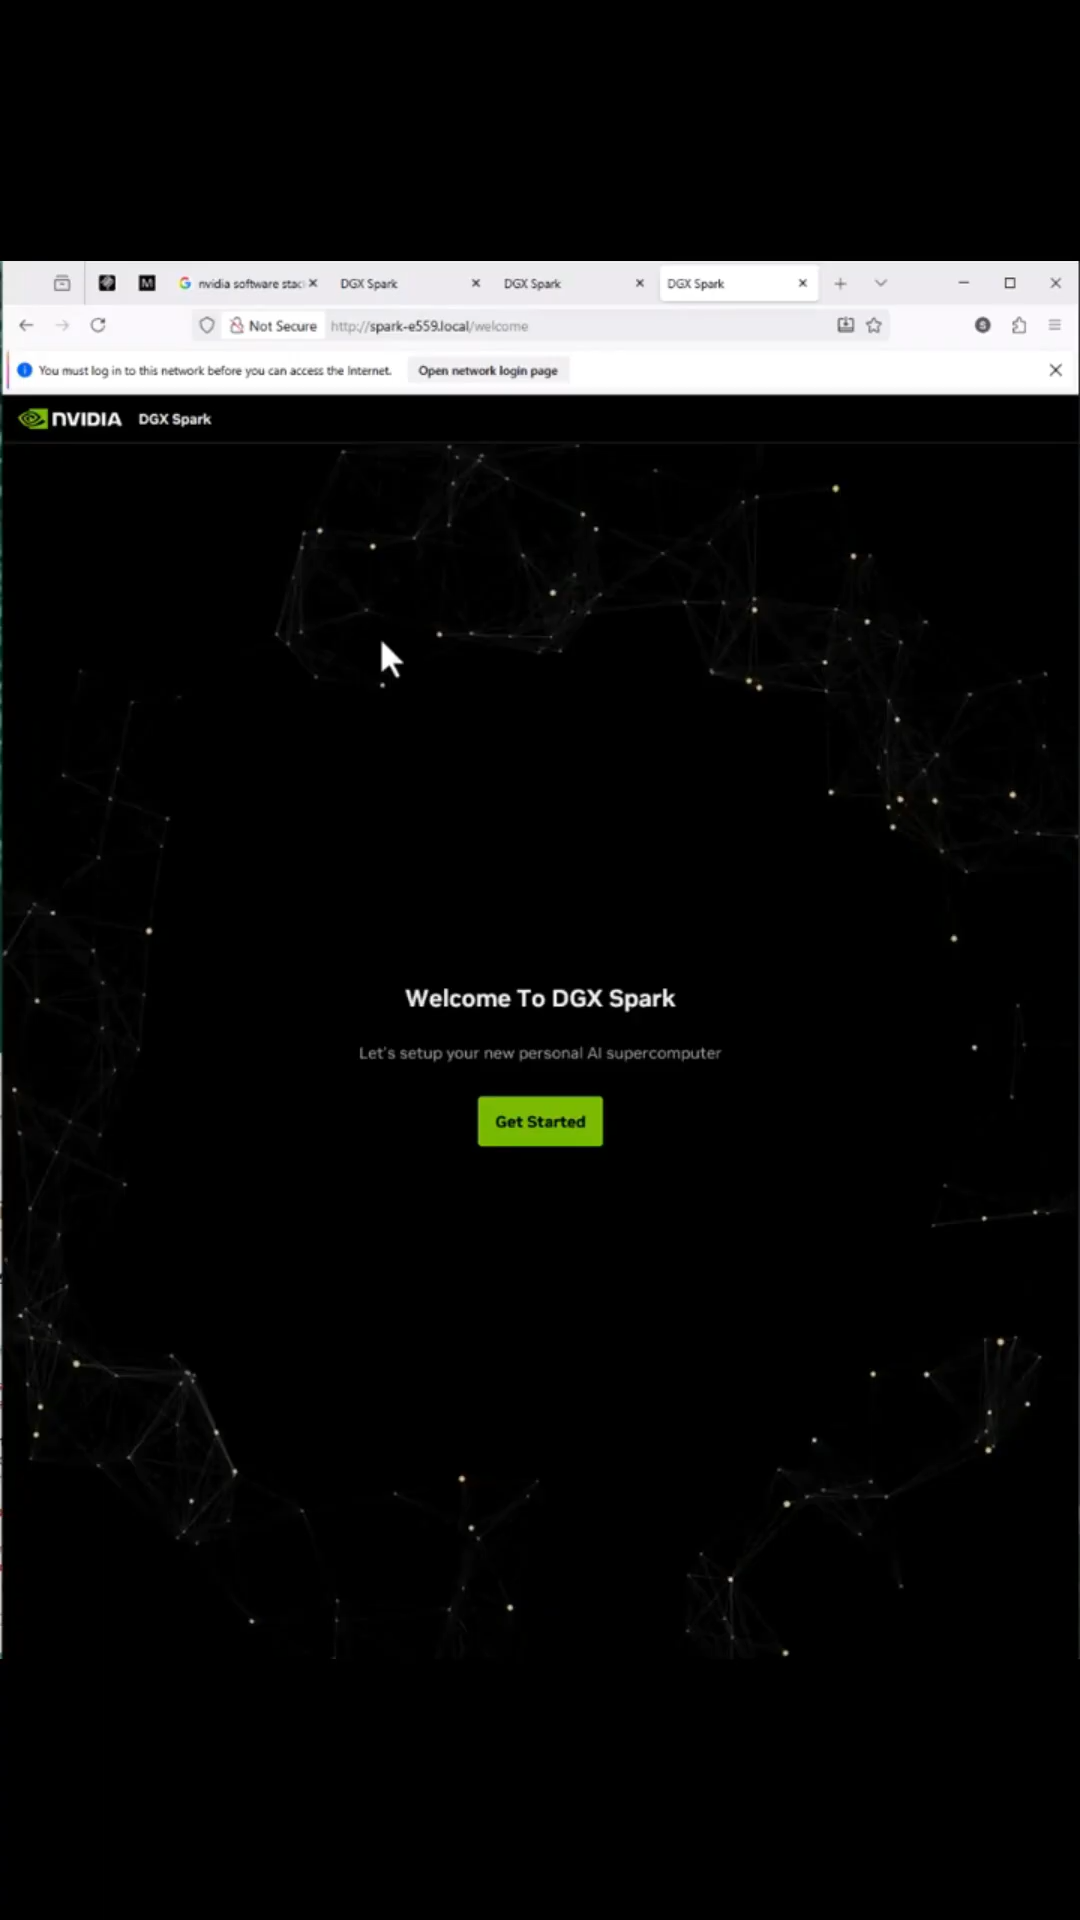 nvidia software stac
DGX Spark
DGX Spark
DGX Spark
Not Secure
http://spark-e559.local/welcome
S
You must log in to this network before you can access the Internet.
Open network login page
NVIDIA
DGX Spark
Welcome To DGX Spark
Let's setup your new personal AI supercomputer
Get Started